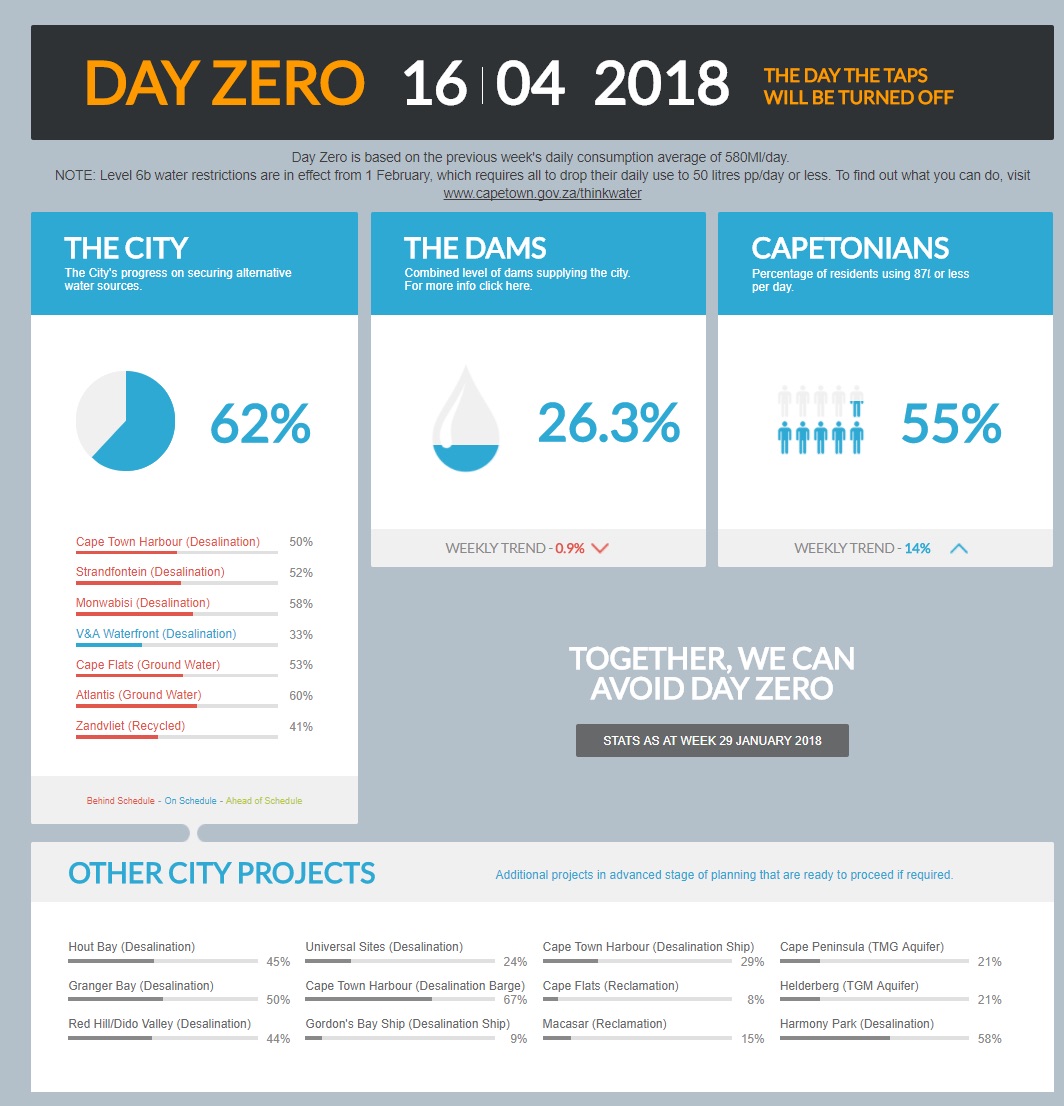 DAY ZERO 16 | 04 2018 THE DAY THE TAPS
WILL BE TURNED OFF
Day Zero is based on the previous week's daily consumption average of 580Ml/day.
NOTE: Level 6b water restrictions are in effect from 1 February, which requires all to drop their daily use to 50 litres pp/day or less. To find out what you can do, visit
www.capetown.gov.za/thinkwater
THE CITY
The City's progress on securing alternative
water sources.
62%
Cape Town Harbour (Desalination) 50%
Strandfontein (Desalination) 52%
Monwabisi (Desalination) 58%
V&A Waterfront (Desalination) 33%
Cape Flats (Ground Water) 53%
Atlantis (Ground Water) 60%
Zandvliet (Recycled) 41%
Behind Schedule - On Schedule - Ahead of Schedule
THE DAMS
Combined level of dams supplying the city.
For more info click here.
26.3%
WEEKLY TREND - 0.9%
CAPETONIANS
Percentage of residents using 87l or less
per day.
55%
WEEKLY TREND - 14%
TOGETHER, WE CAN
AVOID DAY ZERO
STATS AS AT WEEK 29 JANUARY 2018
OTHER CITY PROJECTS
Additional projects in advanced stage of planning that are ready to proceed if required.
Hout Bay (Desalination) 45%
Granger Bay (Desalination) 50%
Red Hill/Dido Valley (Desalination) 44%
Universal Sites (Desalination) 24%
Cape Town Harbour (Desalination Barge) 67%
Gordon's Bay Ship (Desalination Ship) 9%
Cape Town Harbour (Desalination Ship) 29%
Cape Flats (Reclamation) 8%
Macasar (Reclamation) 15%
Cape Peninsula (TMG Aquifer) 21%
Helderberg (TGM Aquifer) 21%
Harmony Park (Desalination) 58%